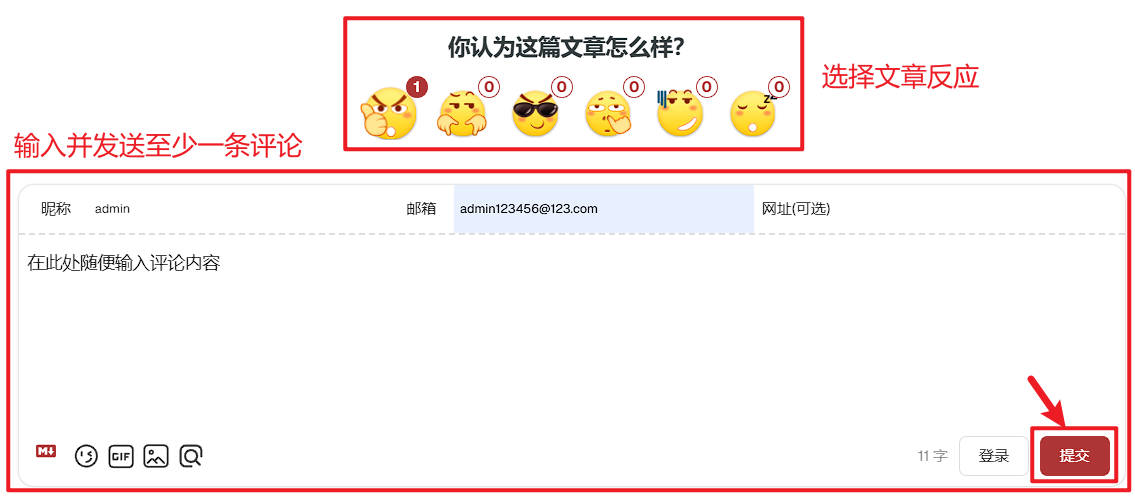 你认为这篇文章怎么样?
1 0 0 0 0 0
选择文章反应
输入并发送至少一条评论
昵称 admin 邮箱 admin123456@123.com 网址(可选)
在此处随便输入评论内容
M GIF 11 字 登录 提交